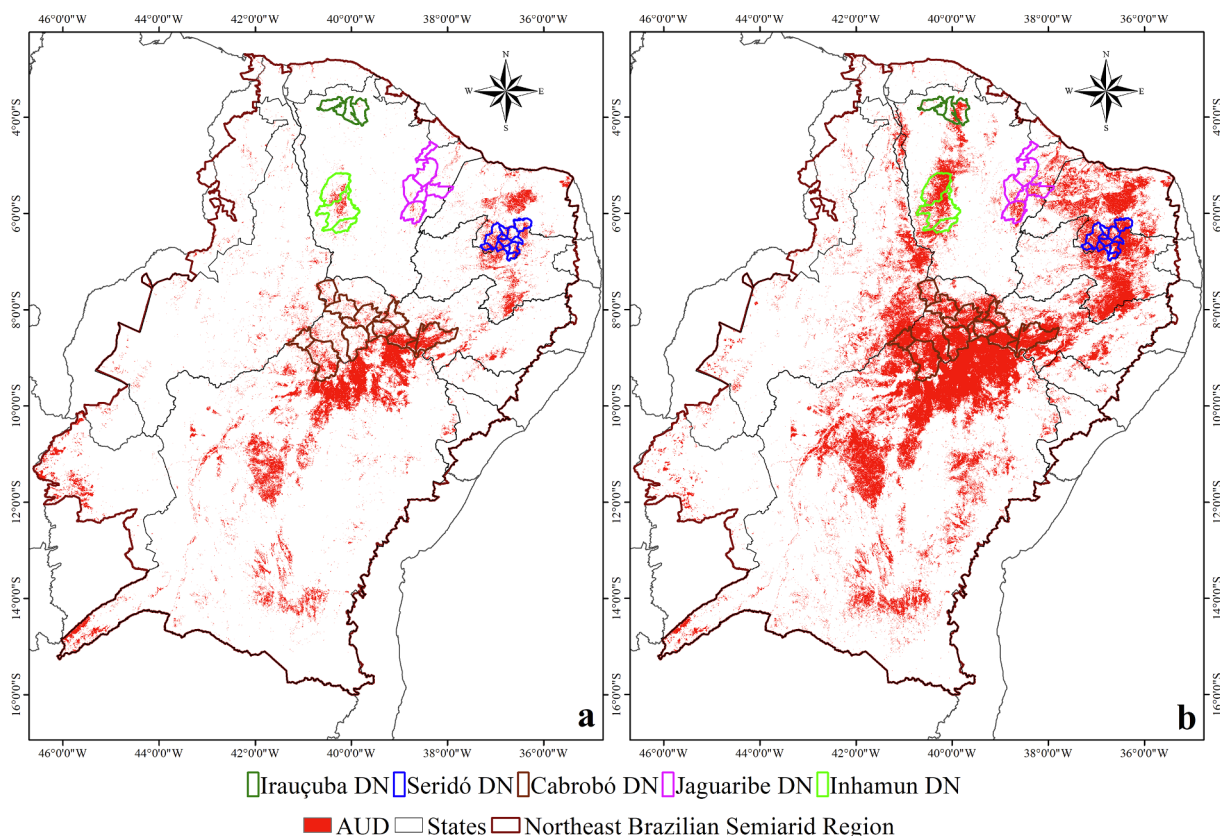 46°0'0"W 44°0'0"W 42°0'0"W 40°0'0"W 38°0'0"W 36°0'0"W
46°0'0"W 44°0'0"W 42°0'0"W 40°0'0"W 38°0'0"W 36°0'0"W
N
W E
S
N
W E
S
4°0'0"S
6°0'0"S
8°0'0"S
10°0'0"S
12°0'0"S
14°0'0"S
16°0'0"S
4°0'0"S
6°0'0"S
8°0'0"S
10°0'0"S
12°0'0"S
14°0'0"S
16°0'0"S
a
b
46°0'0"W 44°0'0"W 42°0'0"W 40°0'0"W 38°0'0"W 36°0'0"W
46°0'0"W 44°0'0"W 42°0'0"W 40°0'0"W 38°0'0"W 36°0'0"W
Irauçuba DN Seridó DN Cabrobó DN Jaguaribe DN Inhamun DN
AUD States Northeast Brazilian Semiarid Region